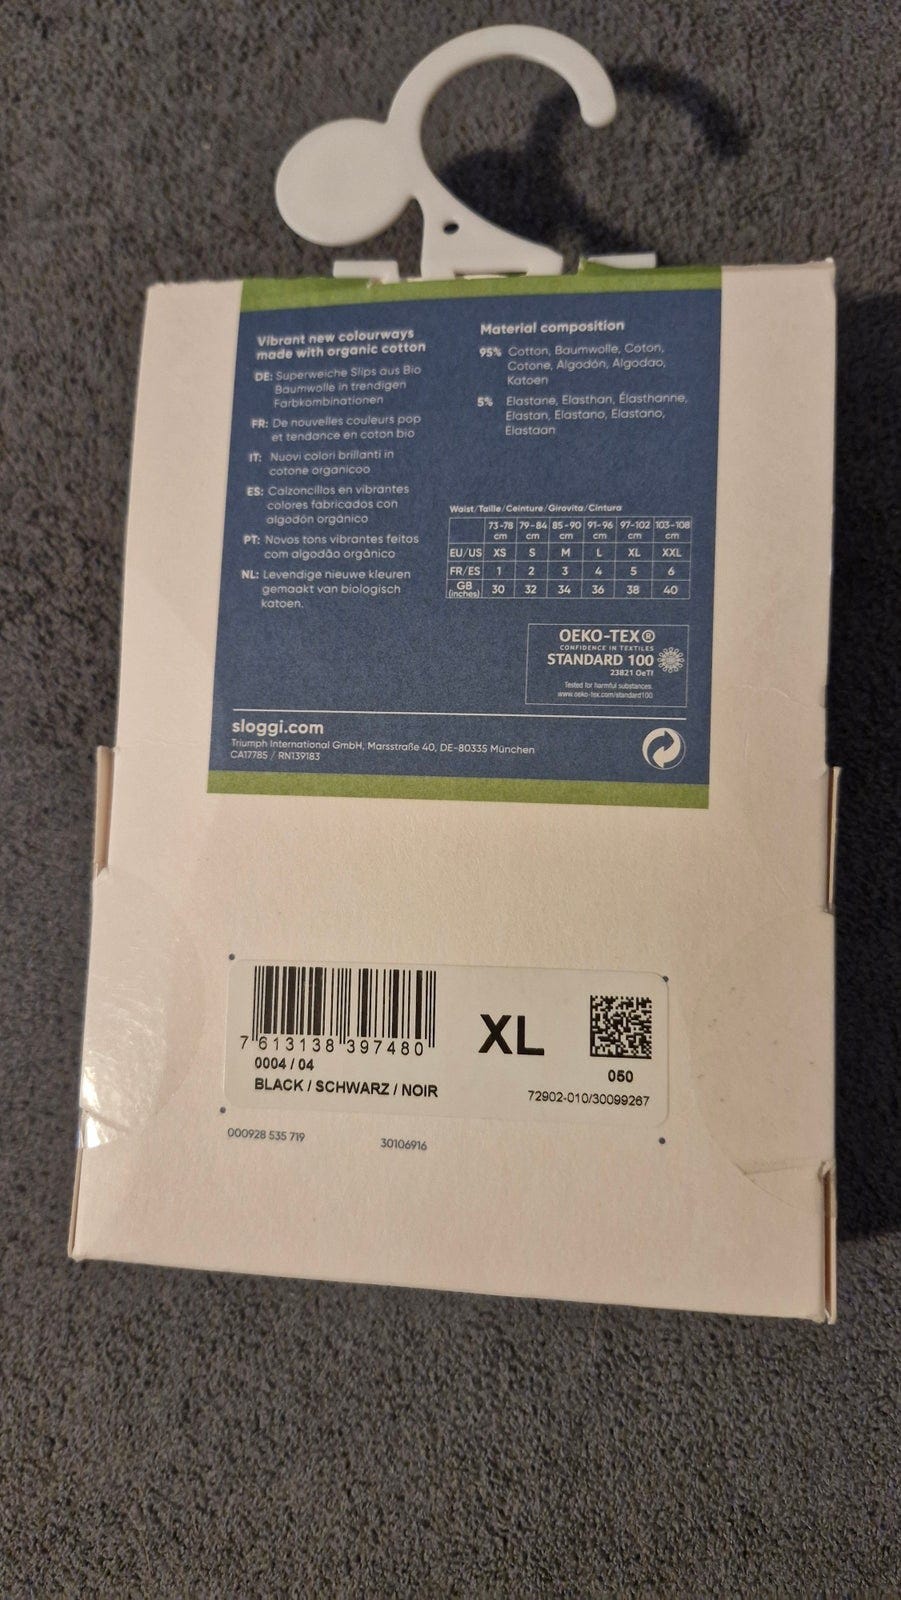 Vibrant new colourways
made with organic cotton
DE: Superweiche Slips aus Bio
Baumwolle in trendigen
Farbkombinationen
FR: De nouvelles couleurs pop
et tendance en coton bio
IT: Nuovi colori brillanti in
cotone organicoo
ES: Calzoncillos en vibrantes
colores fabricados con
algodón orgánico
PT: Novos tons vibrantes feitos
com algodão orgânico
NL: Levendige nieuwe kleuren
gemaakt van biologisch
katoen.
Material composition
95% Cotton, Baumwolle, Coton,
Cotone, Algodón, Algodao,
Katoen
5% Elastane, Elasthan, Élasthanne,
Elastan, Elastano, Elastano,
Elastaan
Waist/Taille/Ceinture/Girovita/Cintura
73-78 cm 79-84 cm 85-90 cm 91-96 cm 97-102 cm 103-108 cm
EU/US XS S M L XL XXL
FR/ES 1 2 3 4 5 6
GB (inches) 30 32 34 36 38 40
OEKO-TEX®
CONFIDENCE IN TEXTILES
STANDARD 100
23821 OeTI
Tested for harmful substances.
www.oeko-tex.com/standard100
sloggi.com
Triumph International GmbH, Marsstraße 40, DE-80335 München
CA17785 / RN139183
7 613138 397480
0004 / 04
BLACK / SCHWARZ / NOIR
XL
050
72902-010/30099267
000928 535 719
30106916